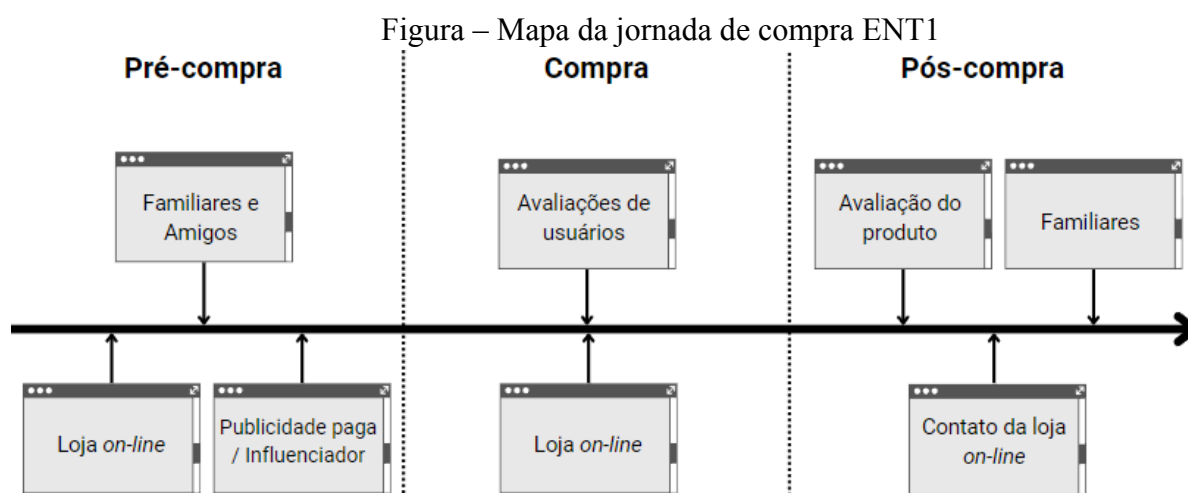 Figura – Mapa da jornada de compra ENT1
Pré-compra
Compra
Pós-compra
Familiares e
Amigos
Avaliações de
usuários
Avaliação do
produto
Familiares
Loja on-line
Publicidade paga
/ Influenciador
Loja on-line
Contato da loja
on-line